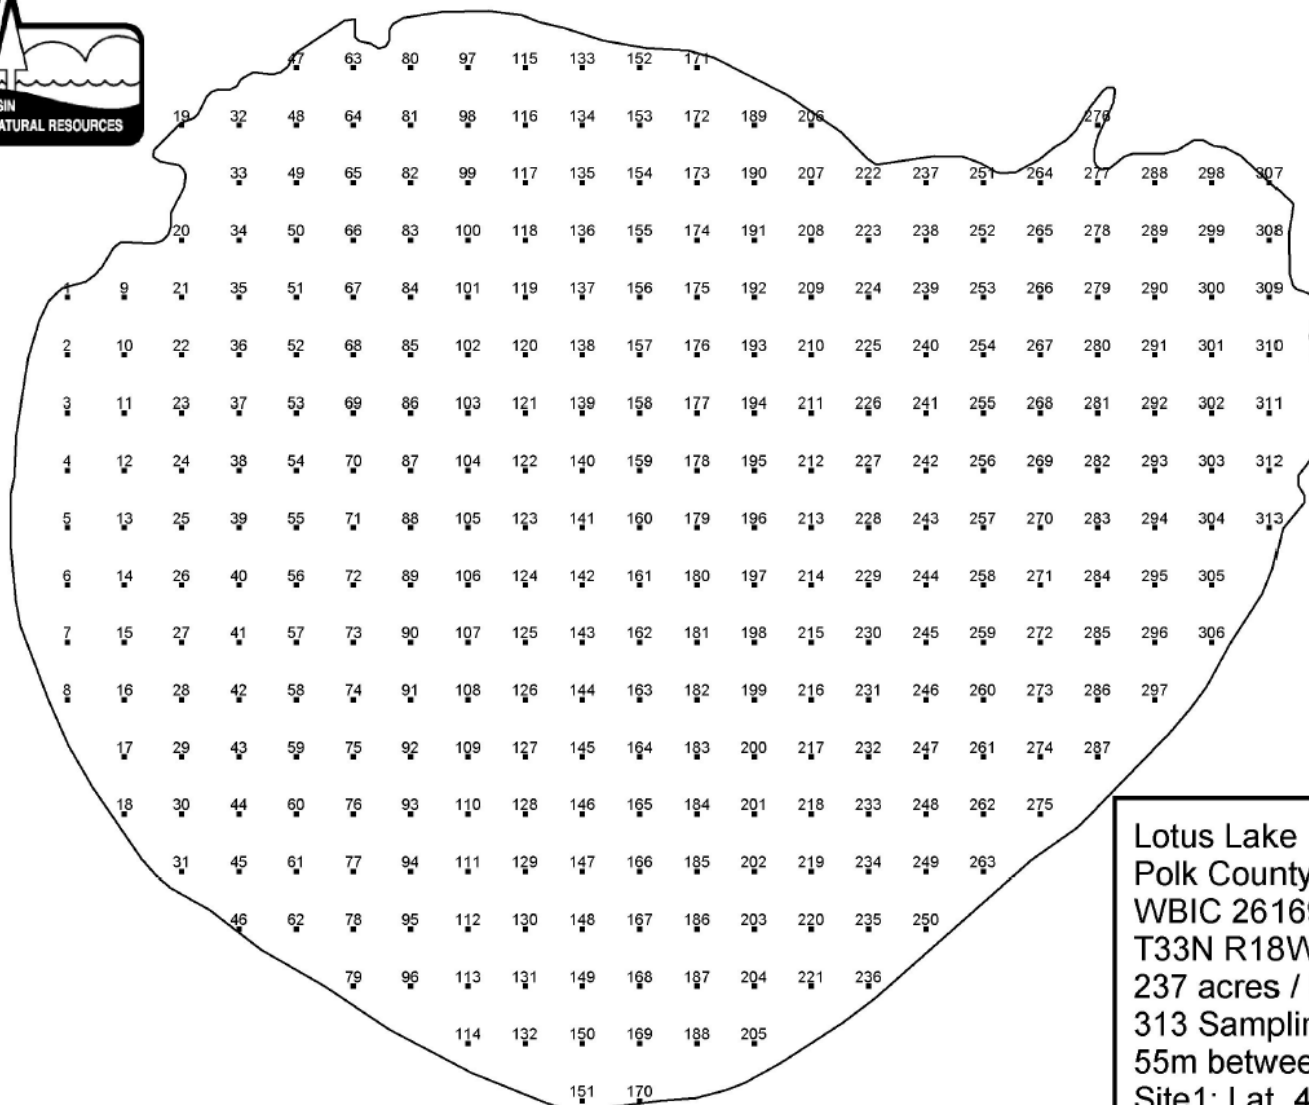 SIN
ATURAL RESOURCES
47 63 80 97 115 133 152 171
19 32 48 64 81 98 116 134 153 172 189 206 276
33 49 65 82 99 117 135 154 173 190 207 222 237 251 264 277 288 298 307
20 34 50 66 83 100 118 136 155 174 191 208 223 238 252 265 278 289 299 308
1 9 21 35 51 67 84 101 119 137 156 175 192 209 224 239 253 266 279 290 300 309
2 10 22 36 52 68 85 102 120 138 157 176 193 210 225 240 254 267 280 291 301 310
3 11 23 37 53 69 86 103 121 139 158 177 194 211 226 241 255 268 281 292 302 311
4 12 24 38 54 70 87 104 122 140 159 178 195 212 227 242 256 269 282 293 303 312
5 13 25 39 55 71 88 105 123 141 160 179 196 213 228 243 257 270 283 294 304 313
6 14 26 40 56 72 89 106 124 142 161 180 197 214 229 244 258 271 284 295 305
7 15 27 41 57 73 90 107 125 143 162 181 198 215 230 245 259 272 285 296 306
8 16 28 42 58 74 91 108 126 144 163 182 199 216 231 246 260 273 286 297
17 29 43 59 75 92 109 127 145 164 183 200 217 232 247 261 274 287
18 30 44 60 76 93 110 128 146 165 184 201 218 233 248 262 275
31 45 61 77 94 111 129 147 166 185 202 219 234 249 263
46 62 78 95 112 130 148 167 186 203 220 235 250
79 96 113 131 149 168 187 204 221 236
114 132 150 169 188 205
151 170
Lotus Lake
Polk County
WBIC 26169
T33N R18W
237 acres /
313 Samplin
55m betwee
Site1: Lat. 4